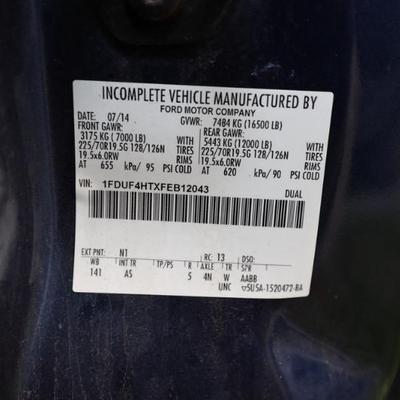 INCOMPLETE VEHICLE MANUFACTURED BY
FORD MOTOR COMPANY
DATE: 07/14 GVWR: 7484 KG (16500 LB)
FRONT GAWR: REAR GAWR:
3175 KG (7000 LB) WITH 5443 KG (12000 LB) WITH
225/70R19.5G 128/126N TIRES 225/70R19.5G 128/126N TIRES
19.5x6.0RW RIMS 19.5x6.0RW RIMS
AT 655 kPa/ 95 PSI COLD AT 620 kPa/ 90 PSI COLD
VIN: 1FDUF4HTXFEB12043 DUAL
EXT PNT: N1 RC: 13 DSO:
WB INT TR TP/PS R AXLE TR SPR
141 AS 5 4N W AABB
UNC 5U5A-1520472-BA